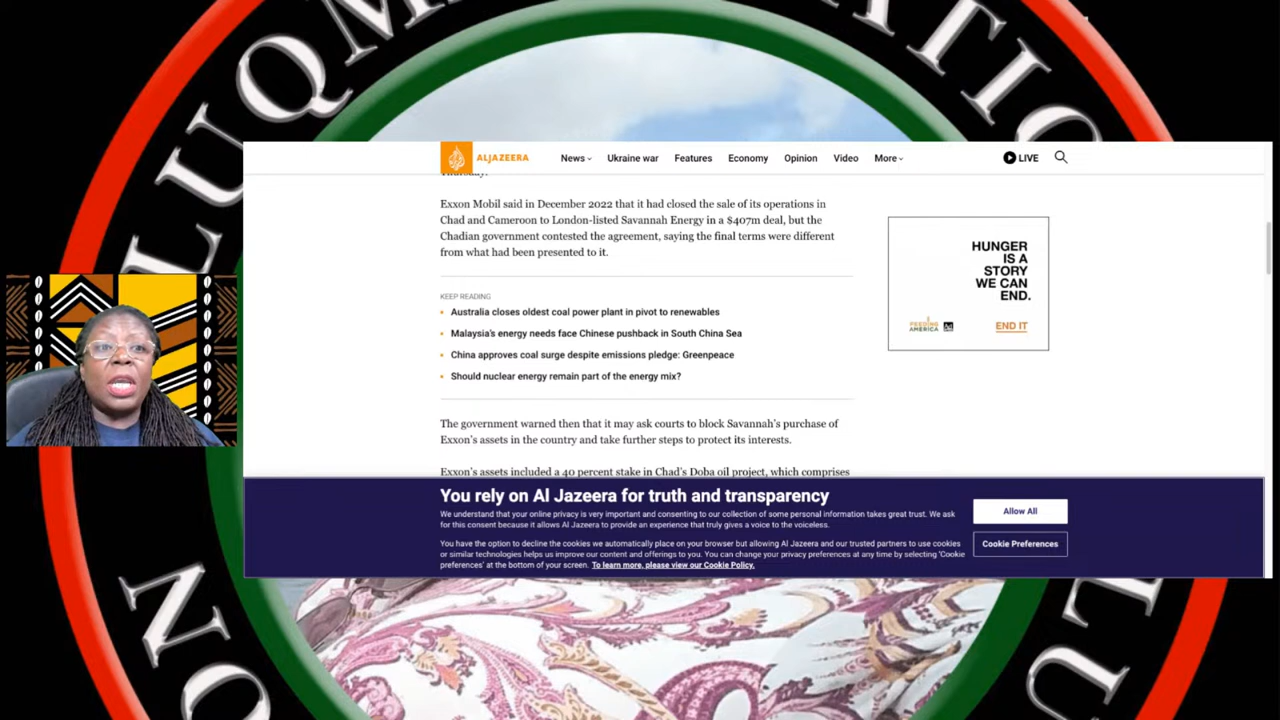 LUQM
ATIO
ALJAZEERA
News
Ukraine war
Features
Economy
Opinion
Video
More
LIVE
Thursday.
Exxon Mobil said in December 2022 that it had closed the sale of its operations in
Chad and Cameroon to London-listed Savannah Energy in a $407m deal, but the
Chadian government contested the agreement, saying the final terms were different
from what had been presented to it.
KEEP READING
Australia closes oldest coal power plant in pivot to renewables
Malaysia's energy needs face Chinese pushback in South China Sea
China approves coal surge despite emissions pledge: Greenpeace
Should nuclear energy remain part of the energy mix?
HUNGER
IS A
STORY
WE CAN
END.
FEEDING
AMERICA
END IT
The government warned then that it may ask courts to block Savannah's purchase of
Exxon's assets in the country and take further steps to protect its interests.
Exxon's assets included a 40 percent stake in Chad's Doba oil project, which comprises
You rely on Al Jazeera for truth and transparency
We understand that your online privacy is very important and consenting to our collection of some personal information takes great trust. We ask
for this consent because it allows Al Jazeera to provide an experience that truly gives a voice to the voiceless.
You have the option to decline the cookies we automatically place on your browser but allowing Al Jazeera and our trusted partners to use cookies
or similar technologies helps us improve our content and offerings to you. You can change your privacy preferences at any time by selecting 'Cookie
preferences' at the bottom of your screen. To learn more, please view our Cookie Policy.
Allow All
Cookie Preferences